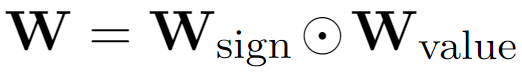 W = W_sign ⊙ W_value